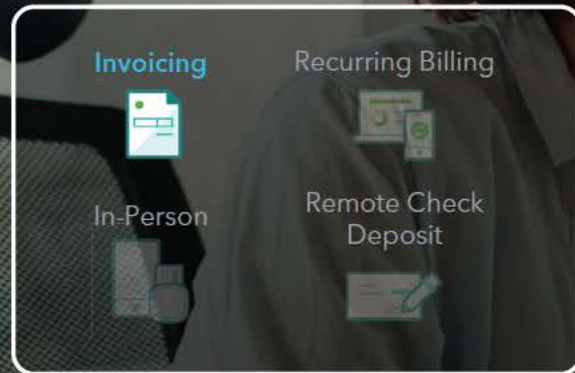 Invoicing
Recurring Billing
In-Person
Remote Check
Deposit